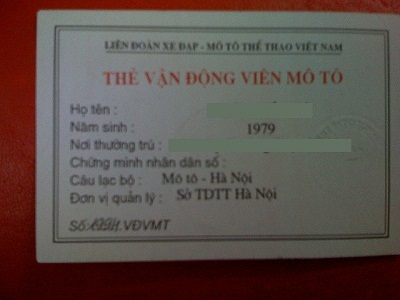 LIÊN ĐOÀN XE ĐẠP - MÔ TÔ THỂ THAO VIỆT NAM
THẺ VẬN ĐỘNG VIÊN MÔ TÔ
Họ tên :
Năm sinh : 1979
Nơi thường trú :
Chứng minh nhân dân số :
Câu lạc bộ : Mô tô - Hà Nội
Đơn vị quản lý : Sở TDTT Hà Nội
Số: .VĐVMT